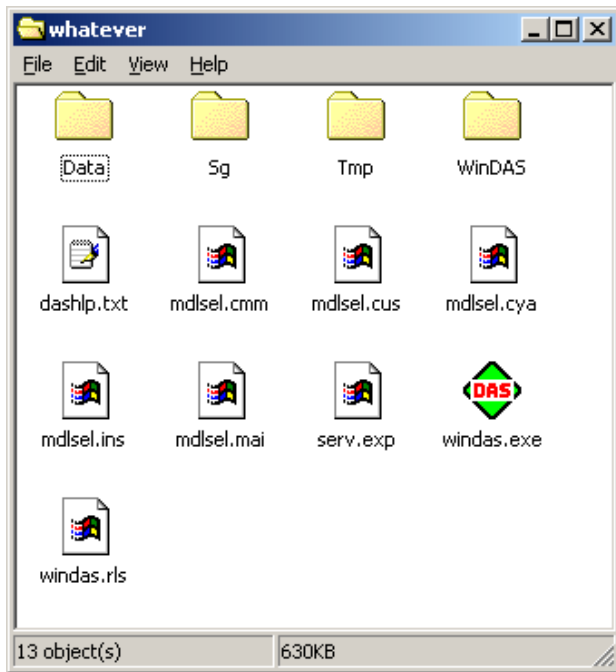 whatever
File Edit View Help
Data Sg Tmp WinDAS
dashlp.txt mdlsel.cmm mdlsel.cus mdlsel.cya
DAS
mdlsel.ins mdlsel.mai serv.exp windas.exe
windas.rls
13 object(s) 630KB